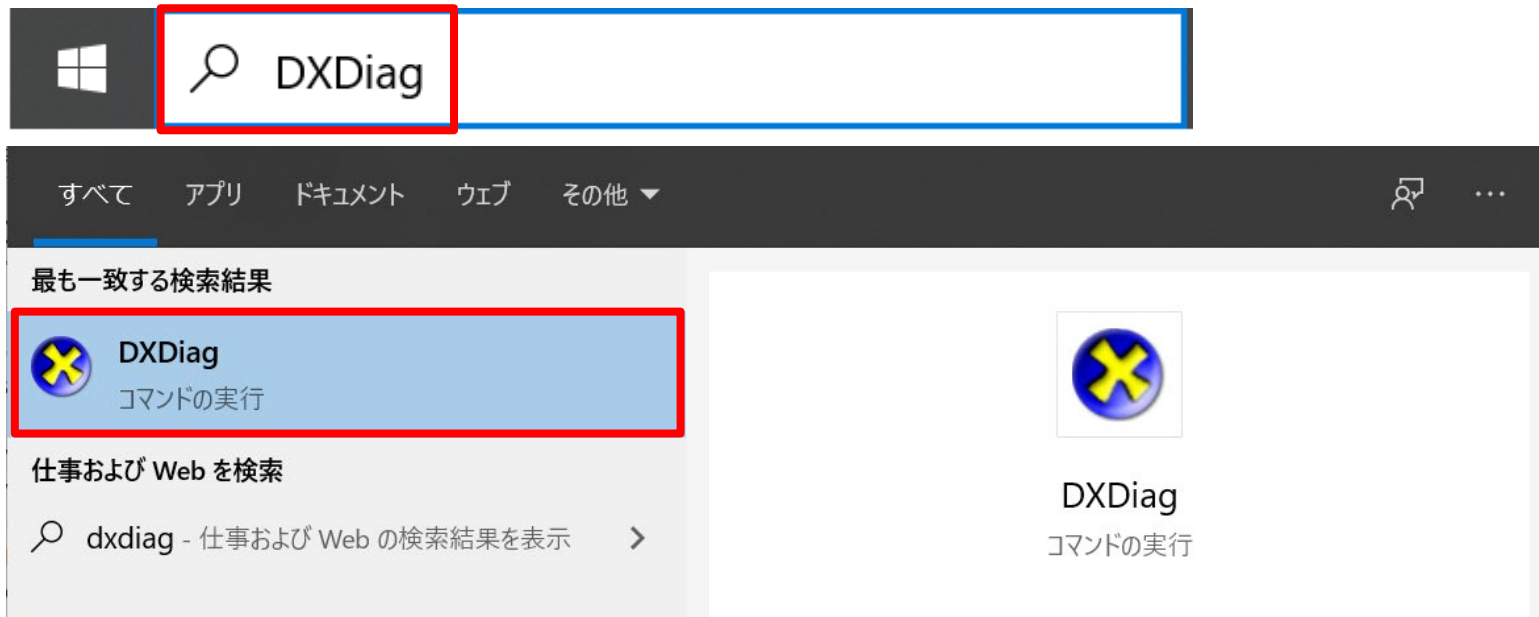 DXDiag
すべて アプリ ドキュメント ウェブ その他
最も一致する検索結果
DXDiag
コマンドの実行
仕事および Web を検索
dxdiag - 仕事および Web の検索結果を表示
DXDiag
コマンドの実行